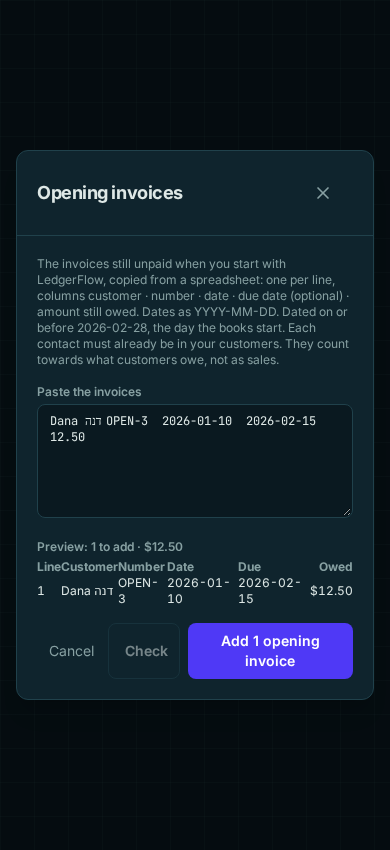 Opening invoices
The invoices still unpaid when you start with
LedgerFlow, copied from a spreadsheet: one per line,
columns customer · number · date · due date (optional) ·
amount still owed. Dates as YYYY-MM-DD. Dated on or
before 2026-02-28, the day the books start. Each
contact must already be in your customers. They count
towards what customers owe, not as sales.
Paste the invoices
Dana דנה OPEN-3 2026-01-10 2026-02-15
12.50
Preview: 1 to add · $12.50
Line Customer Number Date Due Owed
1 Dana דנה OPEN-3 2026-01-10 2026-02-15 $12.50
Cancel Check Add 1 opening invoice